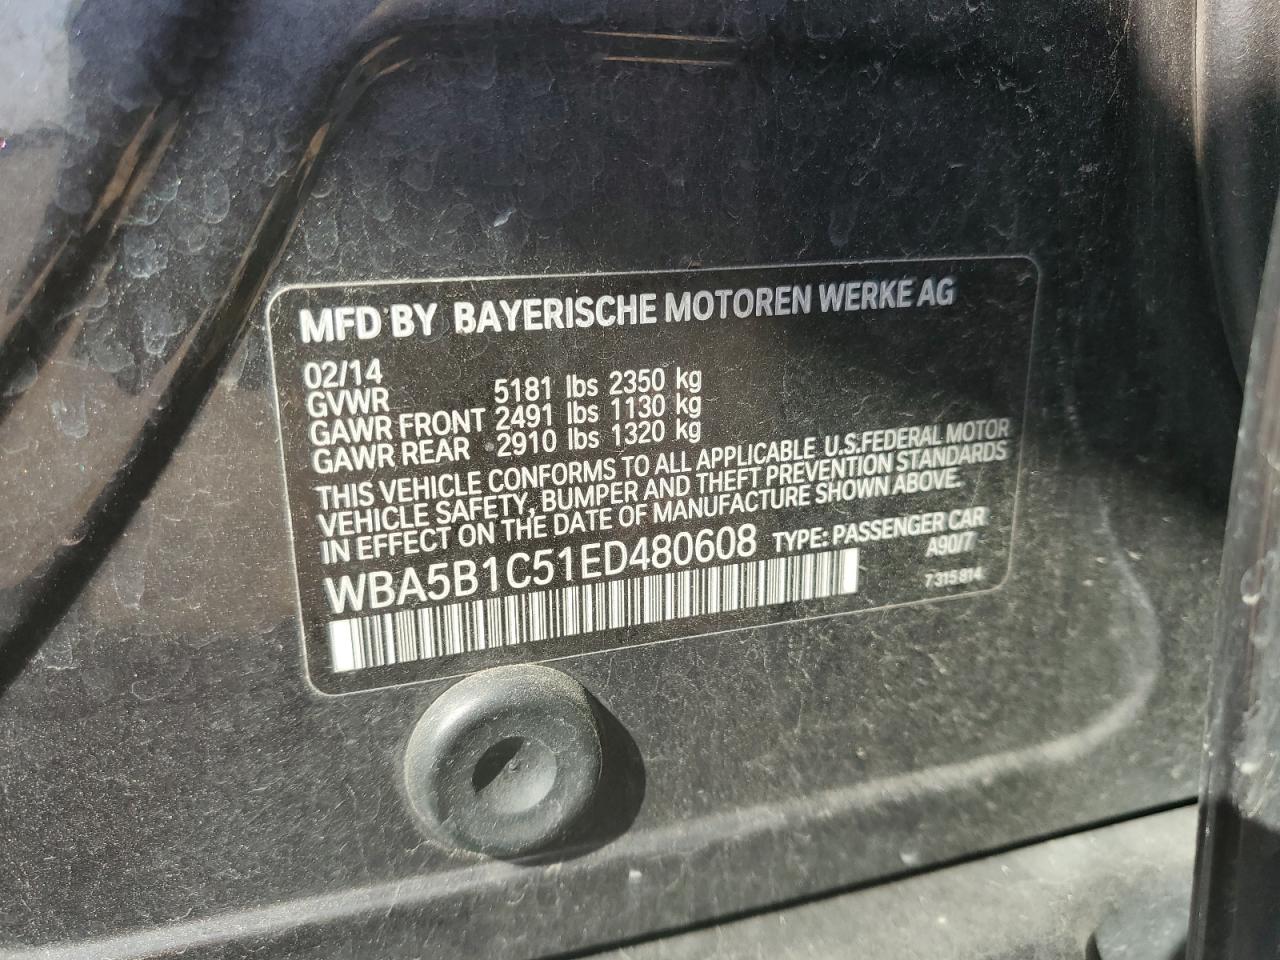 MFD BY BAYERISCHE MOTOREN WERKE AG
02/14
GVWR 5181 lbs 2350 kg
GAWR FRONT 2491 lbs 1130 kg
GAWR REAR 2910 lbs 1320 kg
THIS VEHICLE CONFORMS TO ALL APPLICABLE U.S.FEDERAL MOTOR
VEHICLE SAFETY, BUMPER AND THEFT PREVENTION STANDARDS
IN EFFECT ON THE DATE OF MANUFACTURE SHOWN ABOVE.
WBA5B1C51ED480608 TYPE: PASSENGER CAR
A90/7
7 315 814